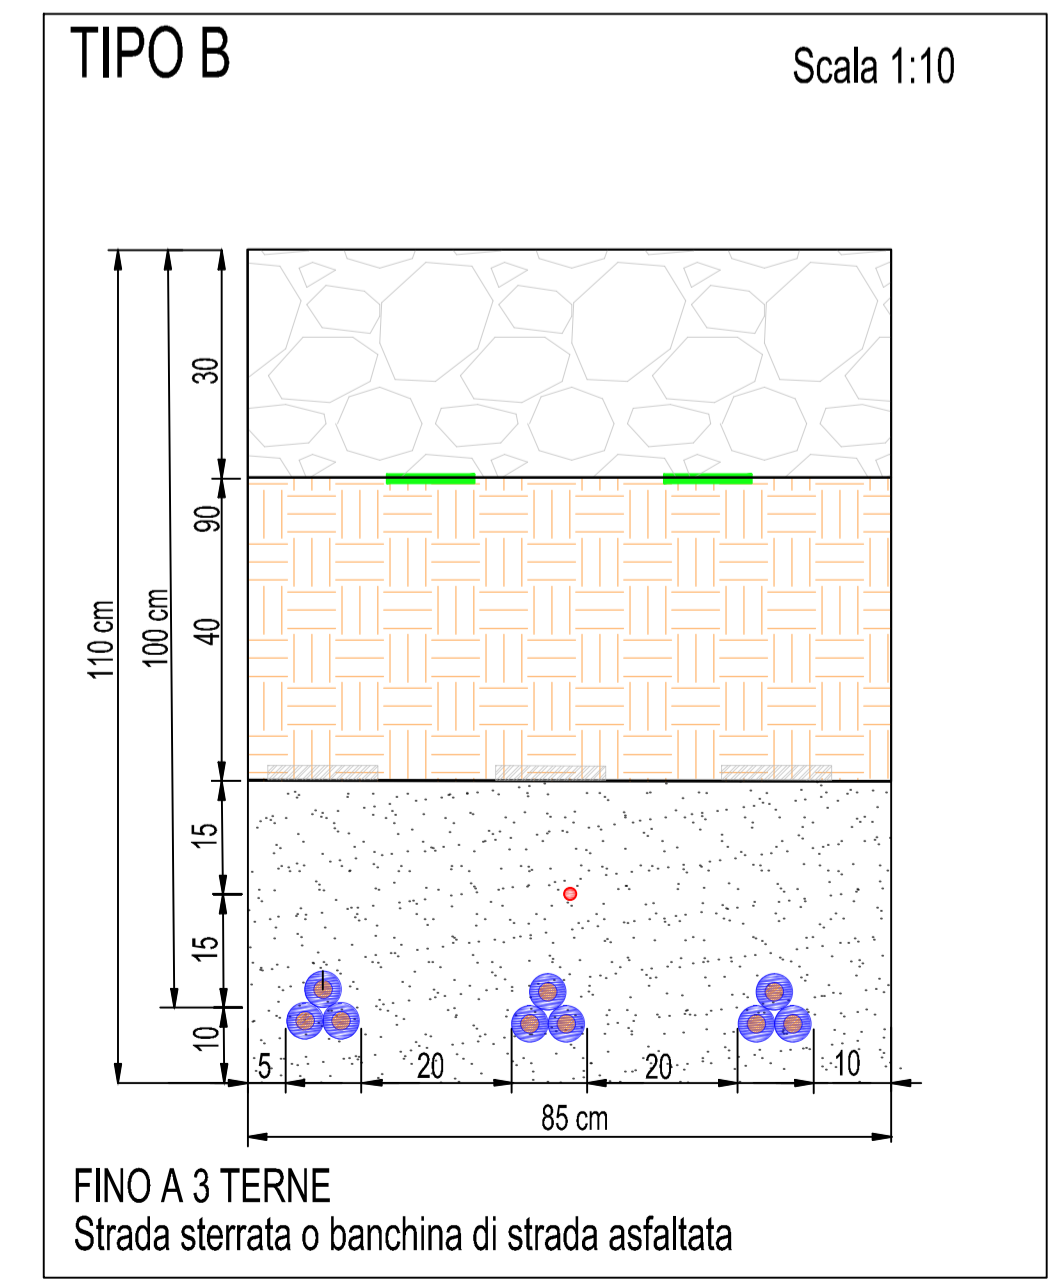 TIPO B
Scala 1:10
30
90
110 cm
100 cm
40
15
15
10
5
20
20
10
85 cm
FINO A 3 TERNE
Strada sterrata o banchina di strada asfaltata